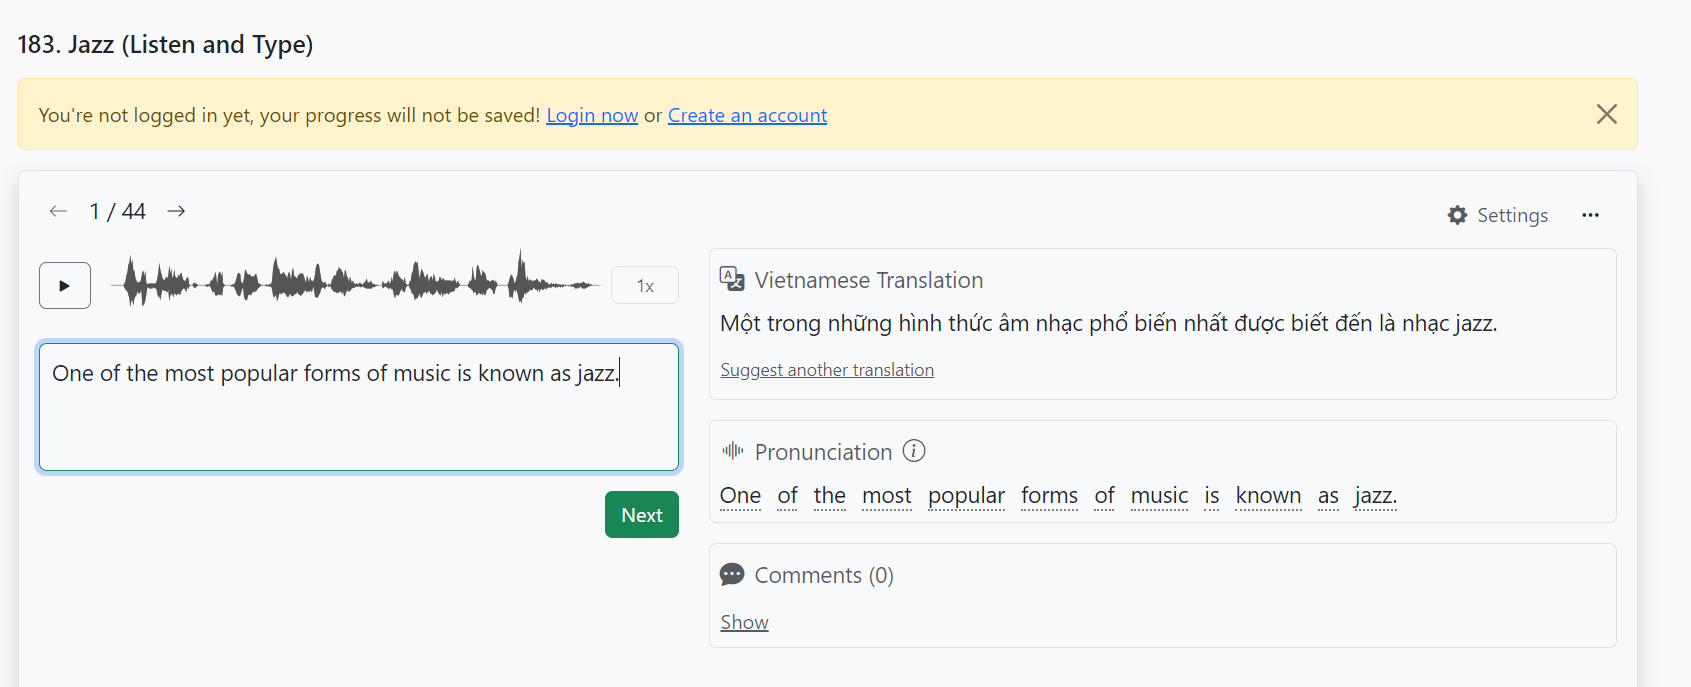 183. Jazz (Listen and Type)
You're not logged in yet, your progress will not be saved! Login now or Create an account
1 / 44
Settings
1x
One of the most popular forms of music is known as jazz.
Next
Vietnamese Translation
Một trong những hình thức âm nhạc phổ biến nhất được biết đến là nhạc jazz.
Suggest another translation
Pronunciation
One of the most popular forms of music is known as jazz.
Comments (0)
Show